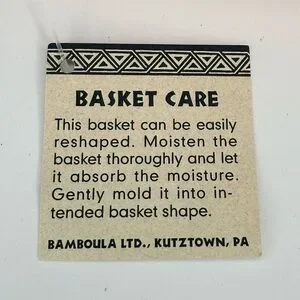 BASKET CARE
This basket can be easily
reshaped. Moisten the
basket thoroughly and let
it absorb the moisture.
Gently mold it into in-
tended basket shape.
BAMBOULA LTD., KUTZTOWN, PA